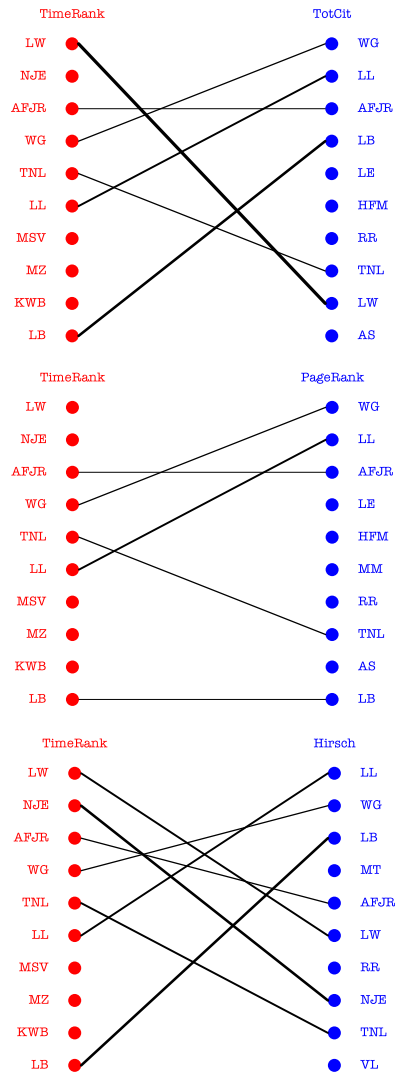 TimeRank TotCit
LW WG
NJE LL
AFJR AFJR
WG LB
TNL LE
LL HFM
MSV RR
MZ TNL
KWB LW
LB AS
TimeRank PageRank
LW WG
NJE LL
AFJR AFJR
WG LE
TNL HFM
LL MM
MSV RR
MZ TNL
KWB AS
LB LB
TimeRank Hirsch
LW LL
NJE WG
AFJR LB
WG MT
TNL AFJR
LL LW
MSV RR
MZ NJE
KWB TNL
LB VL